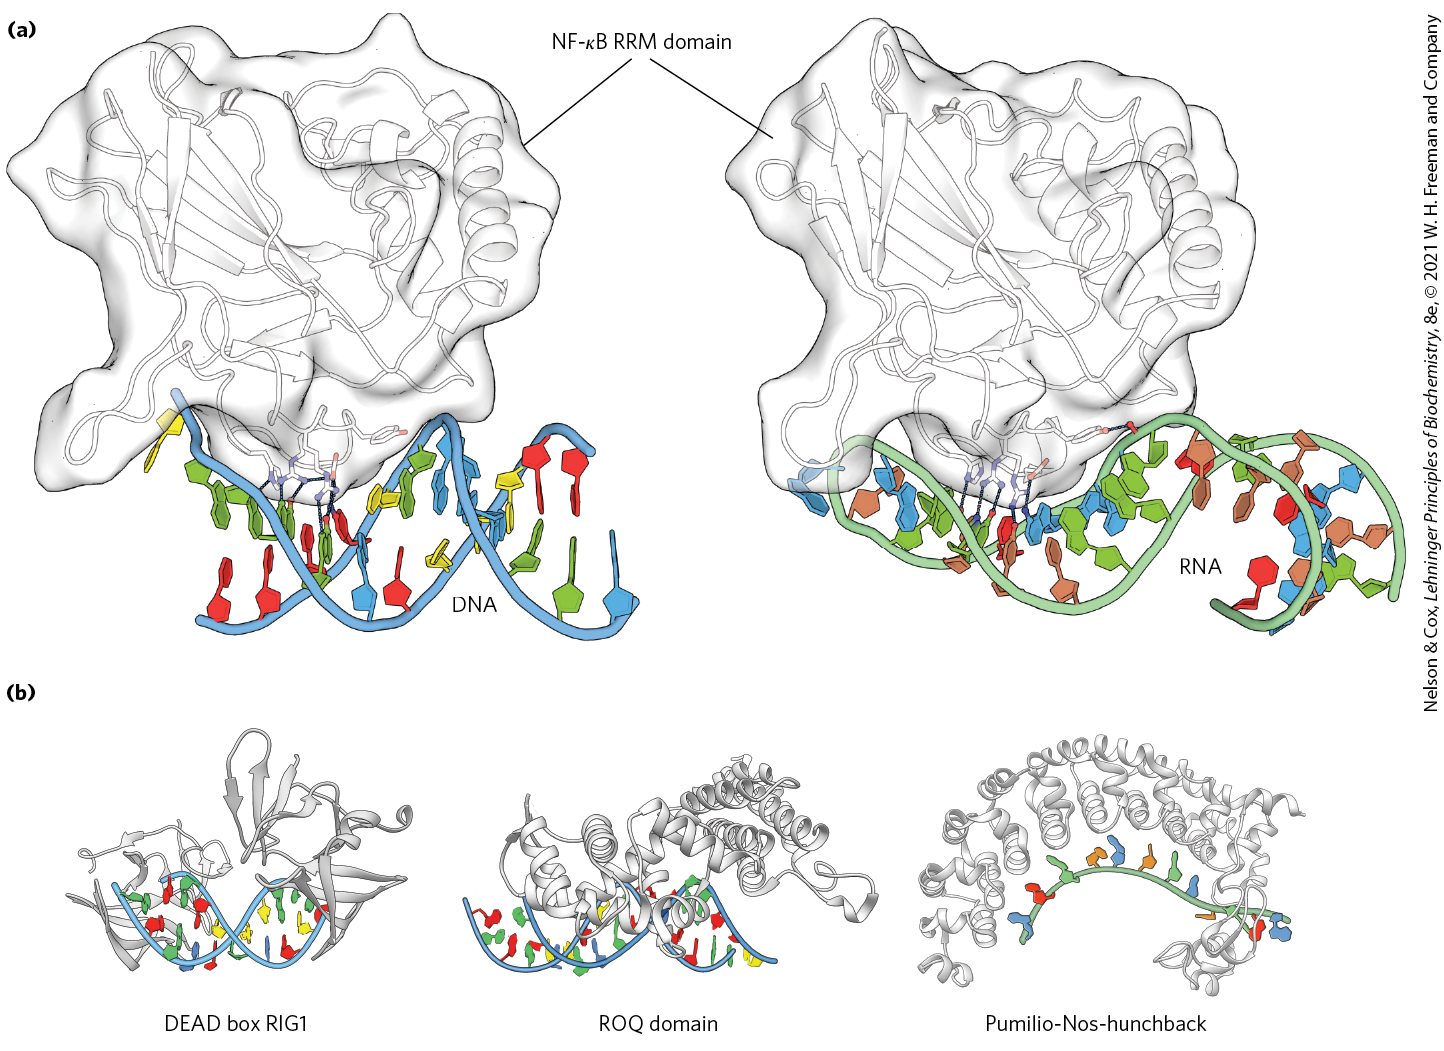 (a)
NF-κB RRM domain
DNA
RNA
(b)
DEAD box RIG1
ROQ domain
Pumilio-Nos-hunchback
Nelson & Cox, Lehninger Principles of Biochemistry, 8e, © 2021 W. H. Freeman and Company